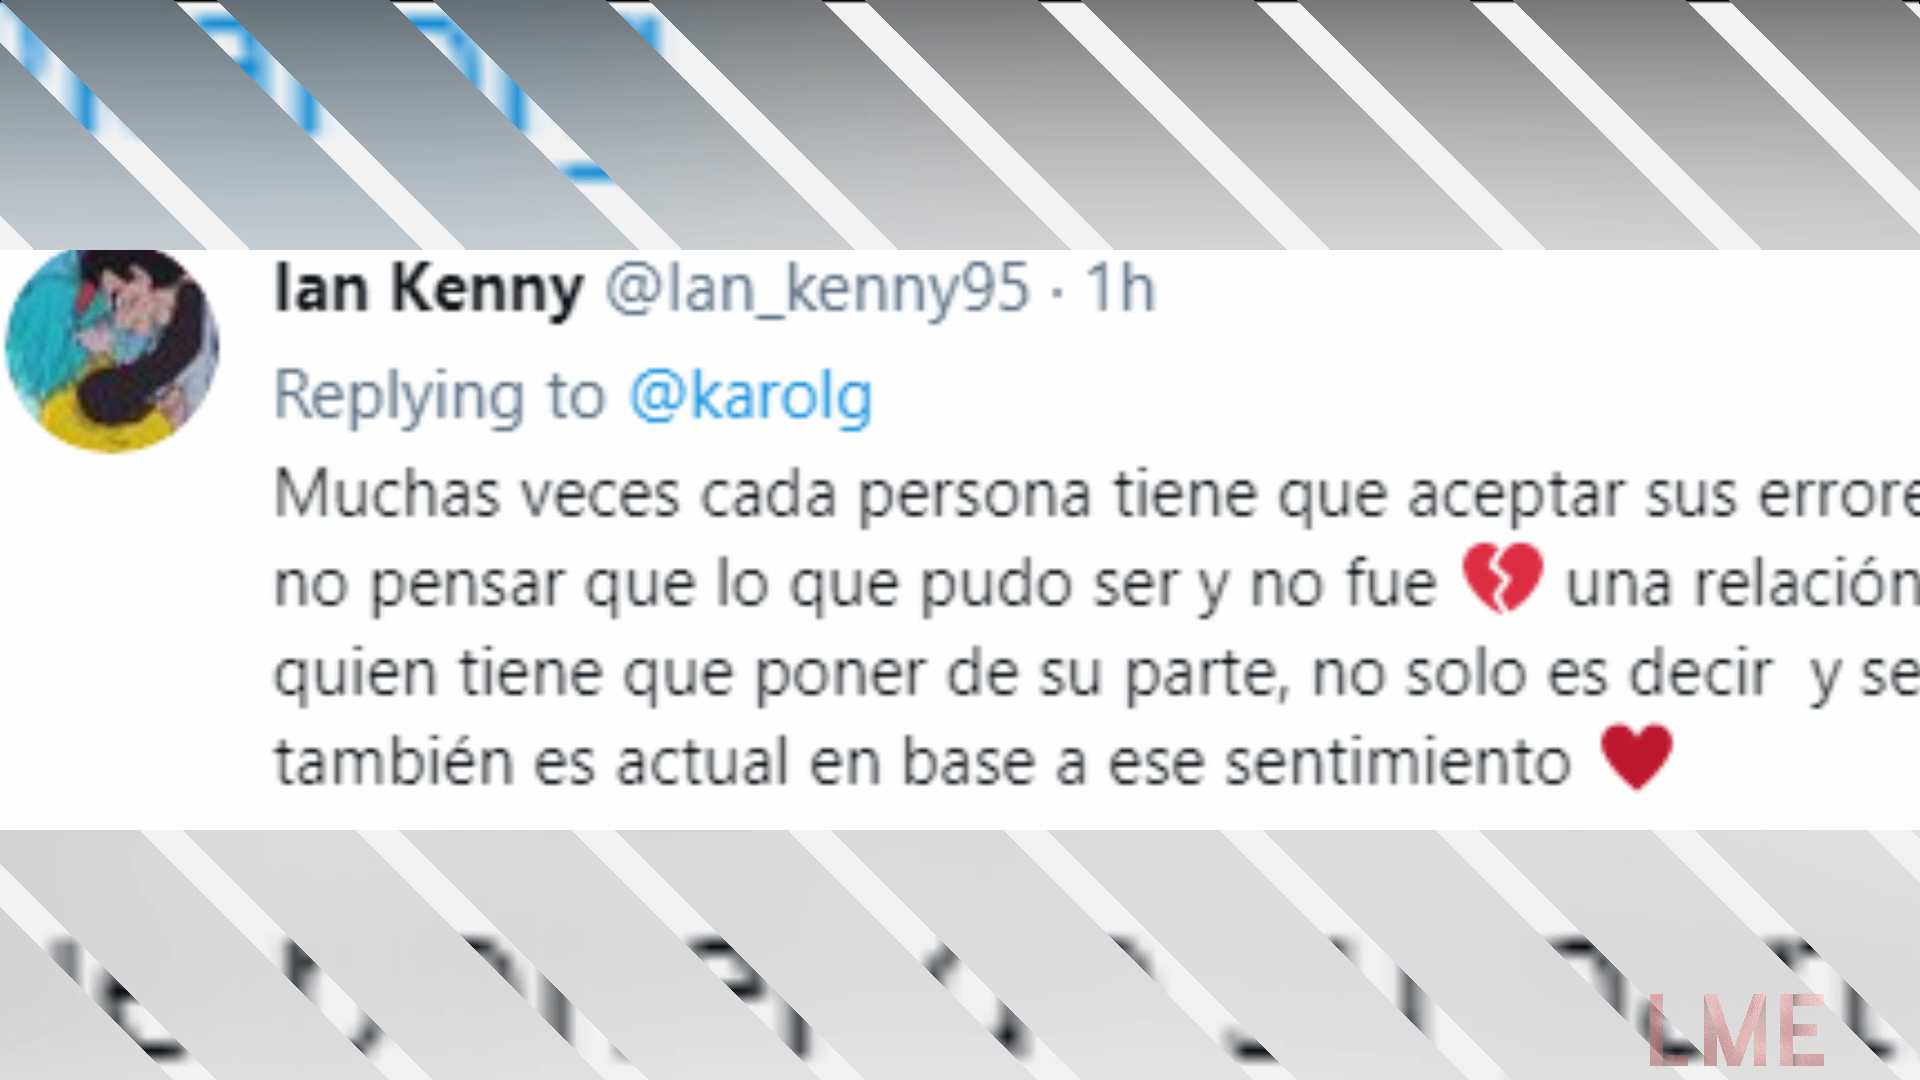 Ian Kenny @Ian_kenny95 · 1h
Replying to @karolg
Muchas veces cada persona tiene que aceptar sus errore
no pensar que lo que pudo ser y no fue 💔 una relación
quien tiene que poner de su parte, no solo es decir y se
también es actual en base a ese sentimiento ♥
LME